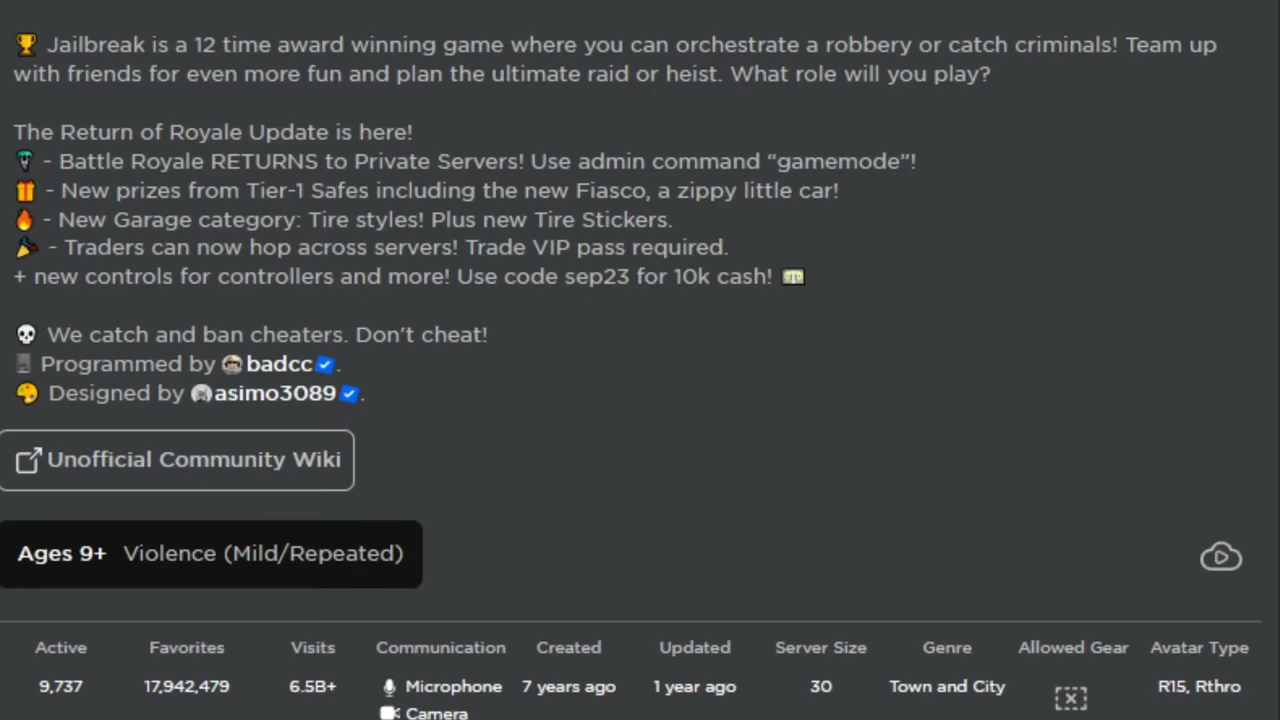 🏆 Jailbreak is a 12 time award winning game where you can orchestrate a robbery or catch criminals! Team up
with friends for even more fun and plan the ultimate raid or heist. What role will you play?
The Return of Royale Update is here!
- Battle Royale RETURNS to Private Servers! Use admin command “gamemode”!
🎁 - New prizes from Tier-1 Safes including the new Fiasco, a zippy little car!
🔥 - New Garage category: Tire styles! Plus new Tire Stickers.
🎉 - Traders can now hop across servers! Trade VIP pass required.
+ new controls for controllers and more! Use code sep23 for 10k cash! 💵
💀 We catch and ban cheaters. Don't cheat!
Programmed by badcc.
🎨 Designed by asimo3089.
Unofficial Community Wiki
Ages 9+ Violence (Mild/Repeated)
Active Favorites Visits Communication Created Updated Server Size Genre Allowed Gear Avatar Type
9,737 17,942,479 6.5B+ Microphone 7 years ago 1 year ago 30 Town and City R15, Rthro
Camera